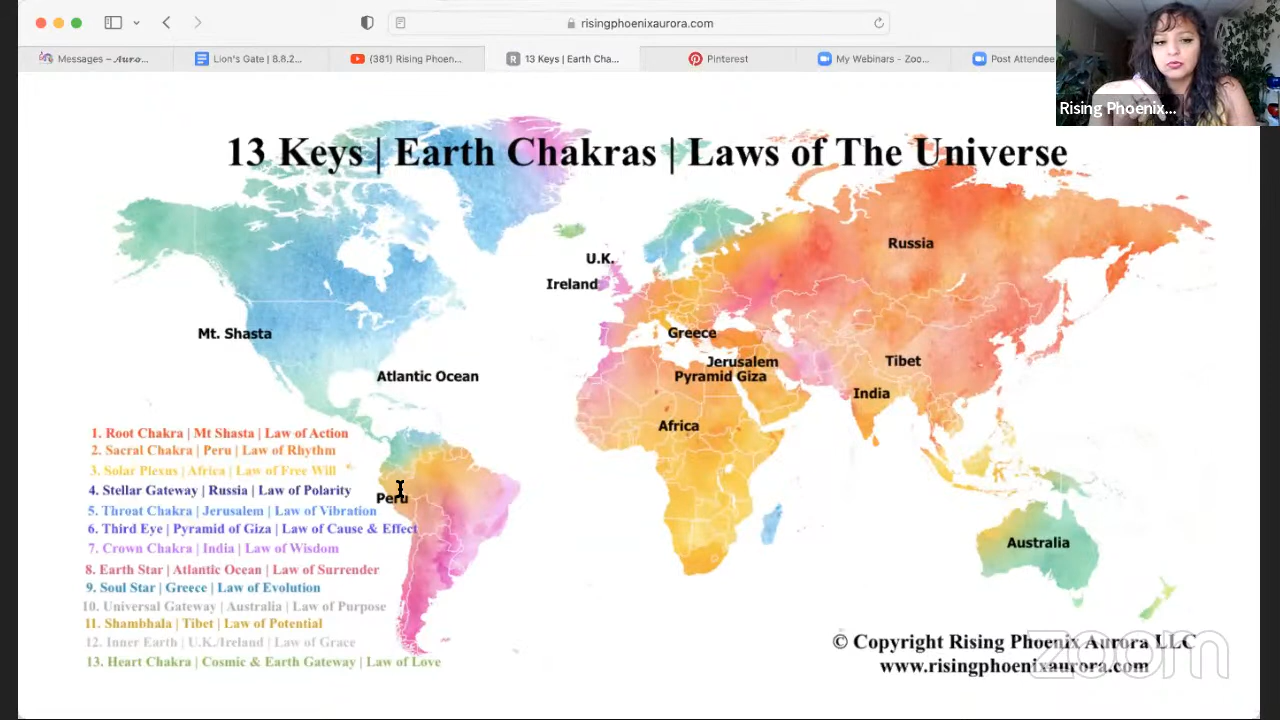 risingphoenixaurora.com
Messages – Auro...
Lion's Gate | 8.8.2...
(381) Rising Phoen...
R
13 Keys | Earth Cha...
Pinterest
My Webinars - Zoo...
Post Attendee
Rising Phoenix...
13 Keys | Earth Chakras | Laws of The Universe
Russia
U.K.
Ireland
Mt. Shasta
Greece
Jerusalem
Tibet
Atlantic Ocean
Pyramid Giza
India
Africa
Peru
Australia
1. Root Chakra | Mt Shasta | Law of Action
2. Sacral Chakra | Peru | Law of Rhythm
3. Solar Plexus | Africa | Law of Free Will
4. Stellar Gateway | Russia | Law of Polarity
5. Throat Chakra | Jerusalem | Law of Vibration
6. Third Eye | Pyramid of Giza | Law of Cause & Effect
7. Crown Chakra | India | Law of Wisdom
8. Earth Star | Atlantic Ocean | Law of Surrender
9. Soul Star | Greece | Law of Evolution
10. Universal Gateway | Australia | Law of Purpose
11. Shambhala | Tibet | Law of Potential
12. Inner Earth | U.K./Ireland | Law of Grace
13. Heart Chakra | Cosmic & Earth Gateway | Law of Love
© Copyright Rising Phoenix Aurora LLC
www.risingphoenixaurora.com
zoom